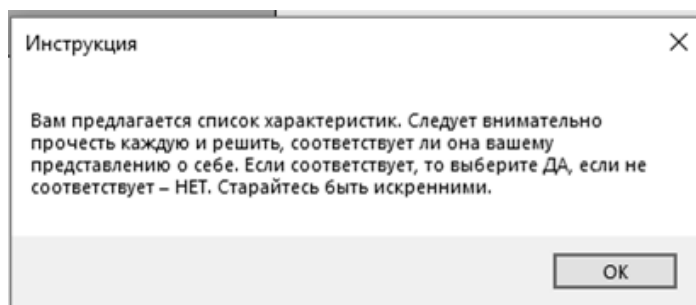 Инструкция
Вам предлагается список характеристик. Следует внимательно
прочесть каждую и решить, соответствует ли она вашему
представлению о себе. Если соответствует, то выберите ДА, если не
соответствует – НЕТ. Старайтесь быть искренними.
ОК